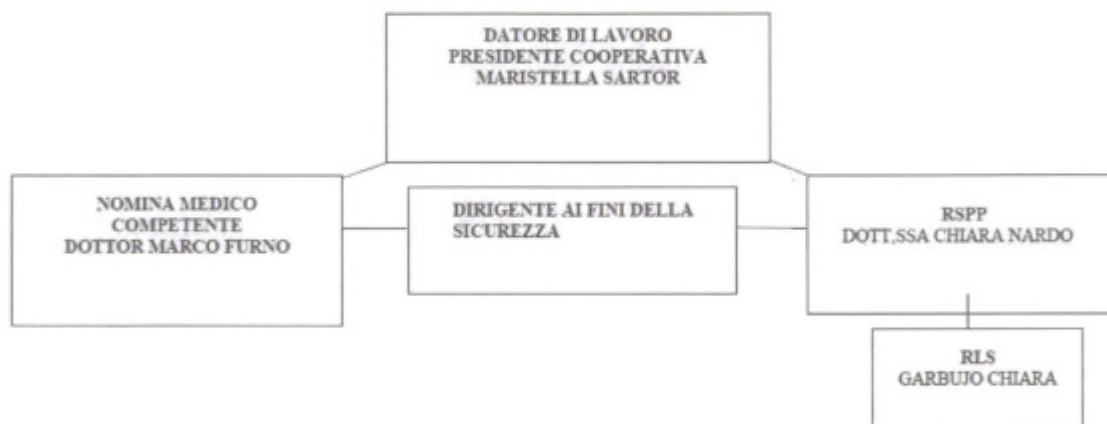 DATORE DI LAVORO
PRESIDENTE COOPERATIVA
MARISTELLA SARTOR
NOMINA MEDICO
COMPETENTE
DOTTOR MARCO FURNO
DIRIGENTE AI FINI DELLA
SICUREZZA
RSPP
DOTT,SSA CHIARA NARDO
RLS
GARBUJO CHIARA